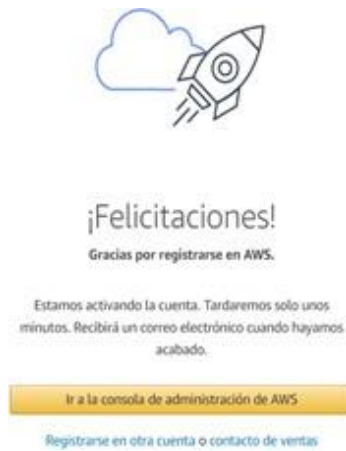 ¡Felicitaciones!
Gracias por registrarse en AWS.
Estamos activando la cuenta. Tardaremos solo unos
minutos. Recibirá un correo electrónico cuando hayamos
acabado.
Ir a la consola de administración de AWS
Registrarse en otra cuenta o contacto de ventas